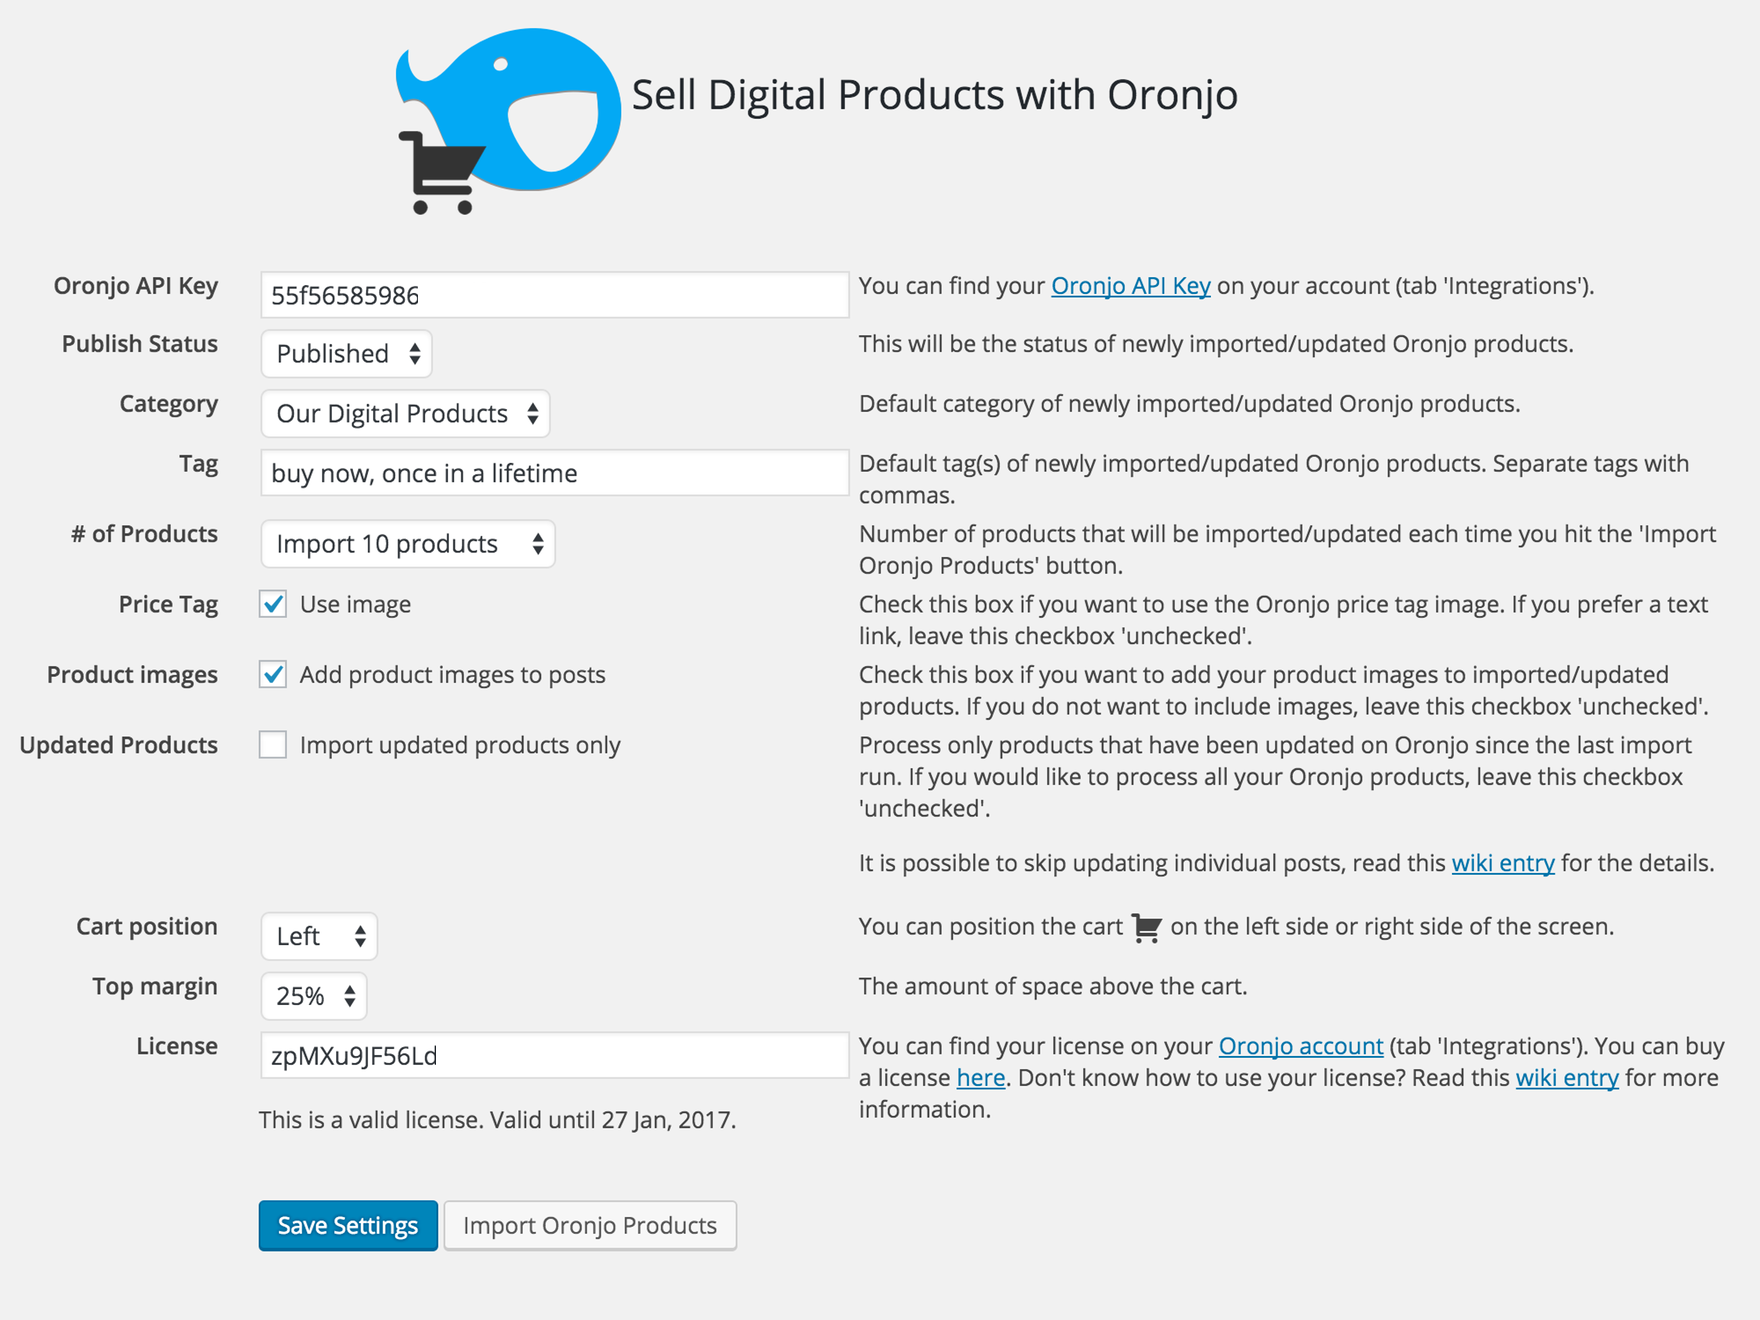 Sell Digital Products with Oronjo
Oronjo API Key
55f56585986
You can find your Oronjo API Key on your account (tab 'Integrations').
Publish Status
Published
This will be the status of newly imported/updated Oronjo products.
Category
Our Digital Products
Default category of newly imported/updated Oronjo products.
Tag
buy now, once in a lifetime
Default tag(s) of newly imported/updated Oronjo products. Separate tags with
commas.
# of Products
Import 10 products
Number of products that will be imported/updated each time you hit the 'Import
Oronjo Products' button.
Price Tag
Use image
Check this box if you want to use the Oronjo price tag image. If you prefer a text
link, leave this checkbox 'unchecked'.
Product images
Add product images to posts
Check this box if you want to add your product images to imported/updated
products. If you do not want to include images, leave this checkbox 'unchecked'.
Updated Products
Import updated products only
Process only products that have been updated on Oronjo since the last import
run. If you would like to process all your Oronjo products, leave this checkbox
'unchecked'.
It is possible to skip updating individual posts, read this wiki entry for the details.
Cart position
Left
You can position the cart on the left side or right side of the screen.
Top margin
25%
The amount of space above the cart.
License
zpMXu9JF56Ld
You can find your license on your Oronjo account (tab 'Integrations'). You can buy
a license here. Don't know how to use your license? Read this wiki entry for more
information.
This is a valid license. Valid until 27 Jan, 2017.
Save Settings
Import Oronjo Products